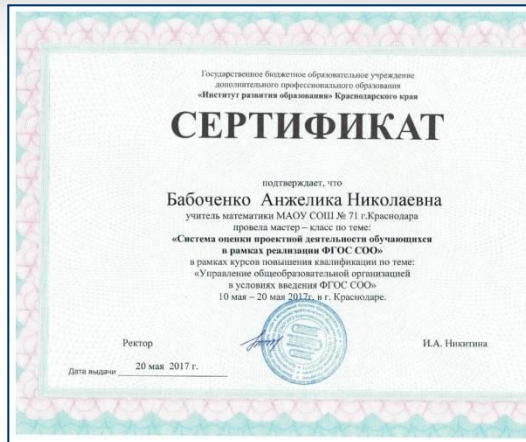 Государственное бюджетное образовательное учреждение
дополнительного профессионального образования
«Институт развития образования» Краснодарского края
СЕРТИФИКАТ
подтверждает, что
Бабоченко Анжелика Николаевна
учитель математики МАОУ СОШ № 71 г.Краснодара
провела мастер – класс по теме:
«Система оценки проектной деятельности обучающихся
в рамках реализации ФГОС СОО»
в рамках курсов повышения квалификации по теме:
«Управление общеобразовательной организацией
в условиях введения ФГОС СОО»
10 мая – 20 мая 2017г. в г. Краснодаре.
Ректор И.А. Никитина
Дата выдачи 20 мая 2017 г.